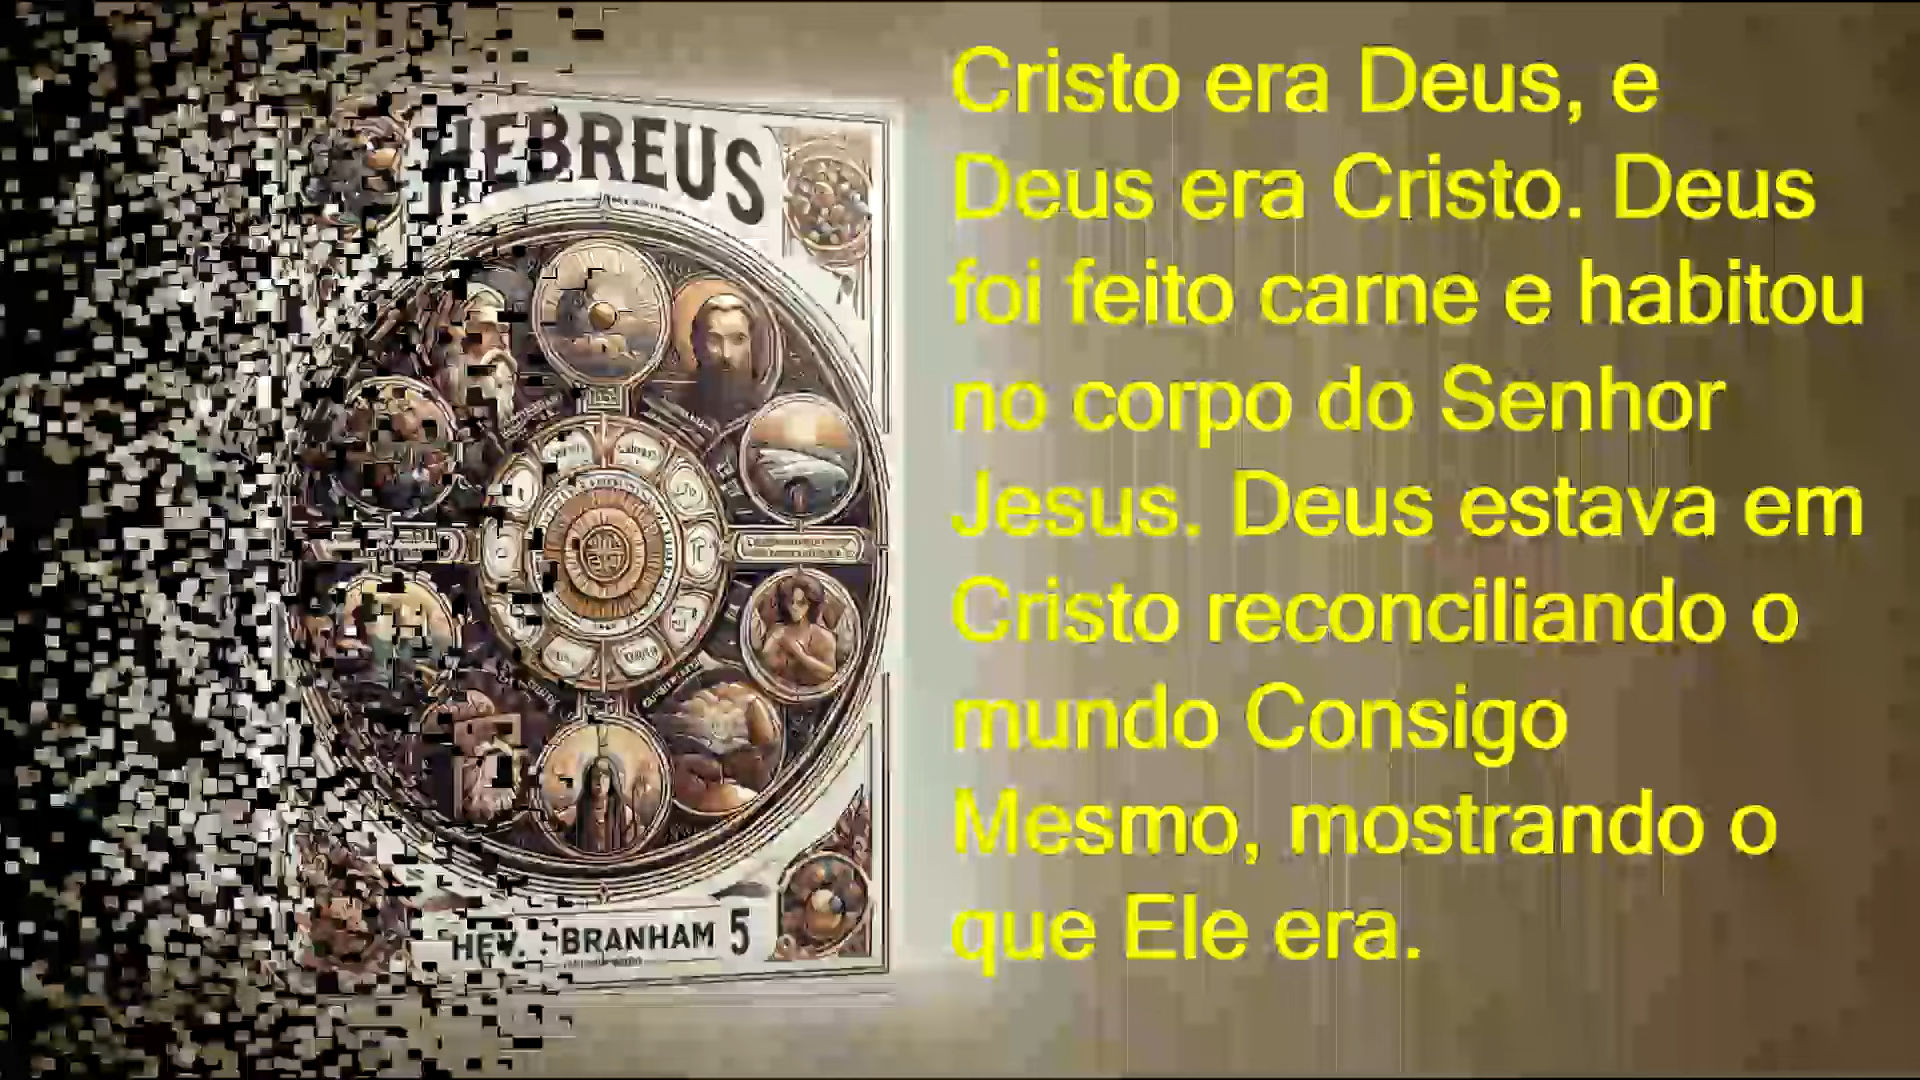 HEBREUS
BRANHAM 5
Cristo era Deus, e
Deus era Cristo. Deus
foi feito carne e habitou
no corpo do Senhor
Jesus. Deus estava em
Cristo reconciliando o
mundo Consigo
Mesmo, mostrando o
que Ele era.